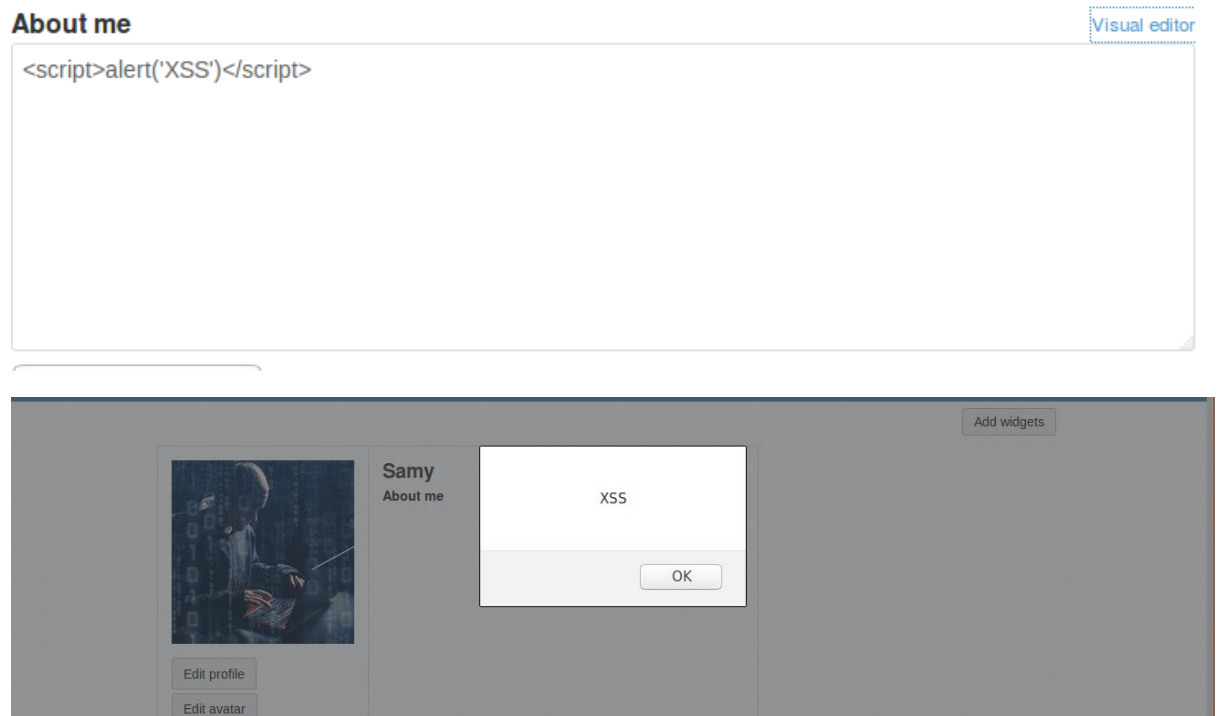 About me
Visual editor
<script>alert('XSS')</script>
Add widgets
Samy
About me
XSS
OK
Edit profile
Edit avatar